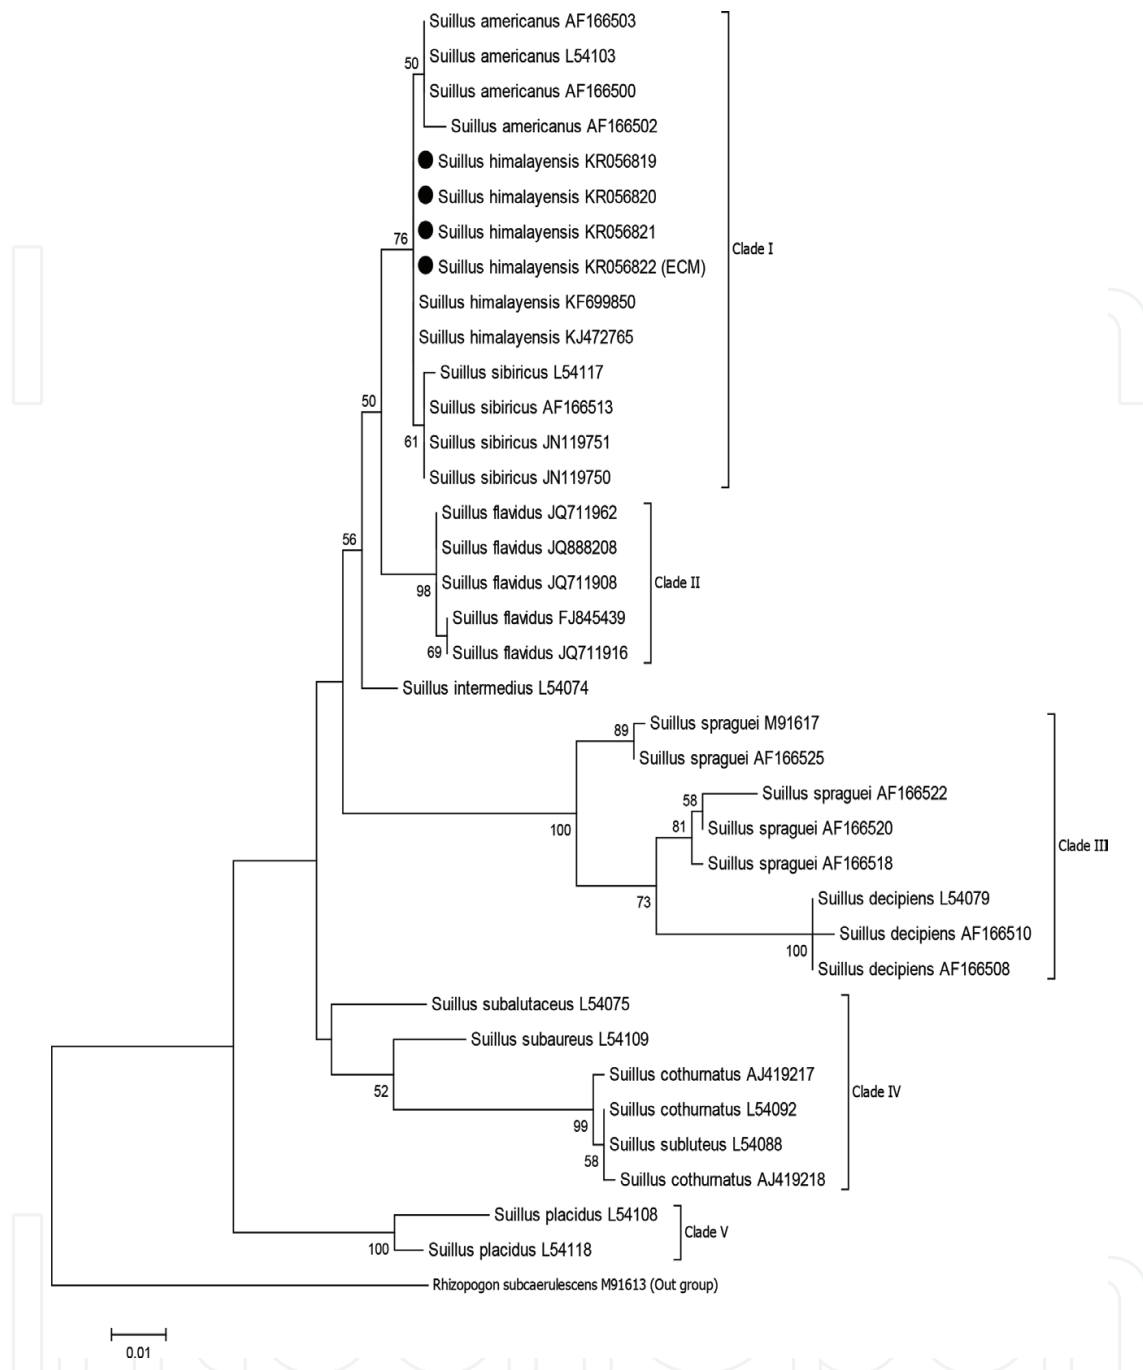 Suillus americanus AF166503
Suillus americanus L54103
50
Suillus americanus AF166500
Suillus americanus AF166502
Suillus himalayensis KR056819
Suillus himalayensis KR056820
Suillus himalayensis KR056821
76
Clade I
Suillus himalayensis KR056822 (ECM)
Suillus himalayensis KF699850
Suillus himalayensis KJ472765
Suillus sibiricus L54117
50
Suillus sibiricus AF166513
61
Suillus sibiricus JN119751
Suillus sibiricus JN119750
Suillus flavidus JQ711962
56
Suillus flavidus JQ888208
Suillus flavidus JQ711908
Clade II
98
Suillus flavidus FJ845439
69
Suillus flavidus JQ711916
Suillus intermedius L54074
89
Suillus spraguei M91617
Suillus spraguei AF166525
58
Suillus spraguei AF166522
100
81
Suillus spraguei AF166520
Clade III
Suillus spraguei AF166518
73
Suillus decipiens L54079
Suillus decipiens AF166510
100
Suillus decipiens AF166508
Suillus subalutaceus L54075
Suillus subaureus L54109
Suillus cothurnatus AJ419217
52
Clade IV
Suillus cothurnatus L54092
99
Suillus subluteus L54088
58
Suillus cothurnatus AJ419218
Suillus placidus L54108
Clade V
100
Suillus placidus L54118
Rhizopogon subcaerulescens M91613 (Out group)
0.01